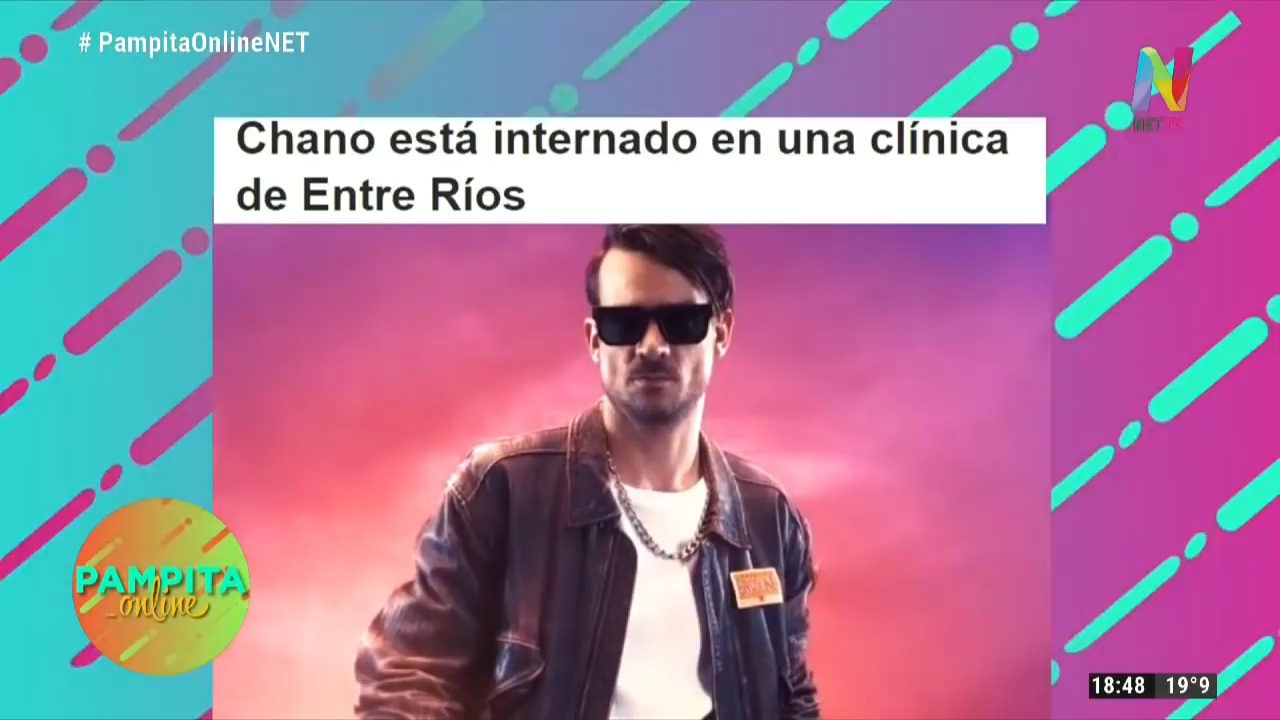 # PampitaOnlineNET
Chano está internado en una clínica
de Entre Ríos
PAMPITA
online
18:48 19°9